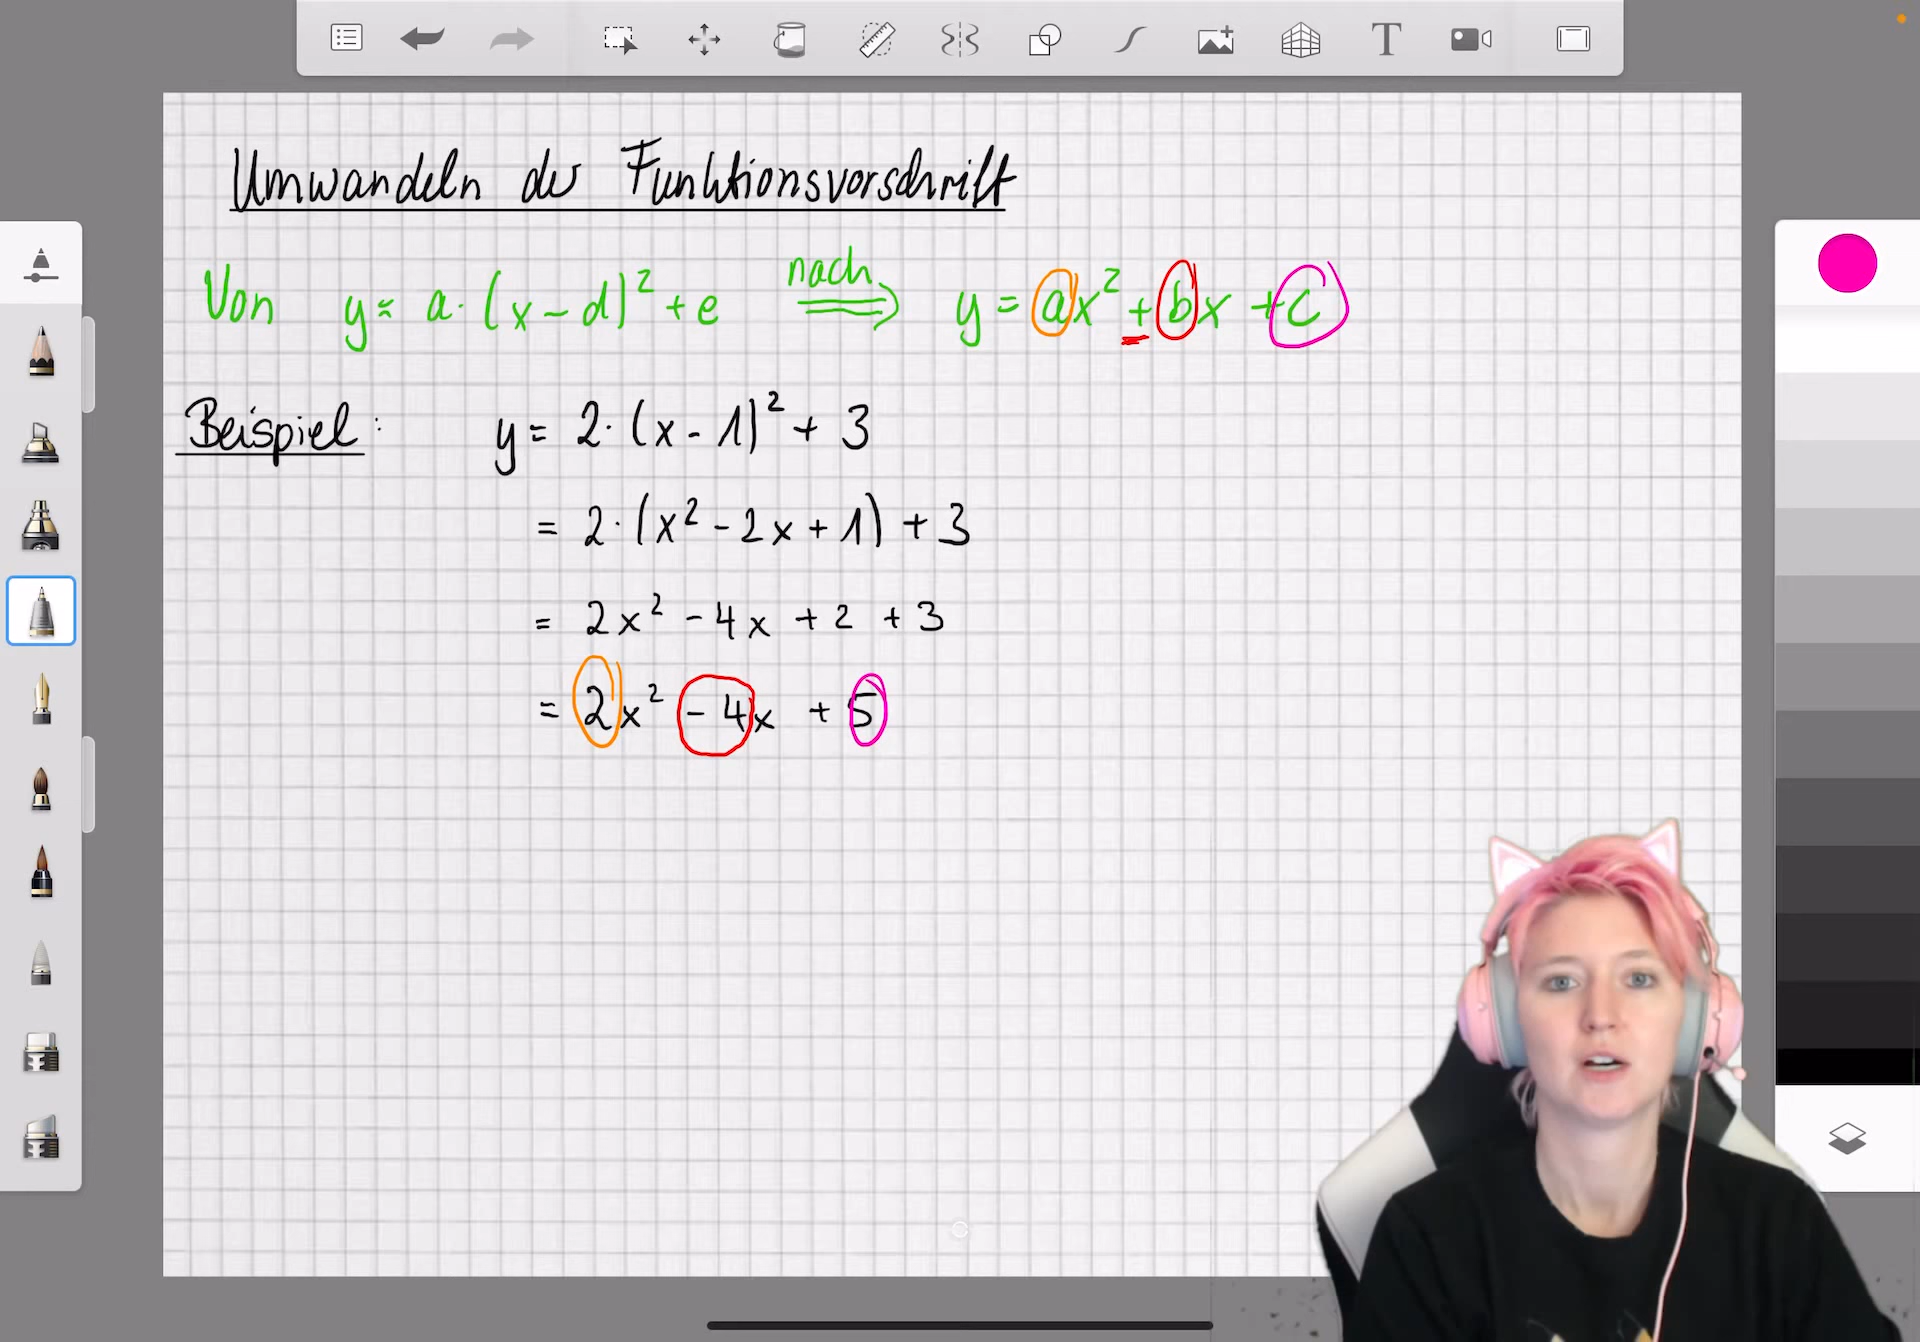 Umwandeln der Funktionsvorschrift
Von y = a · (x - d)² + e nach ⇒ y = ax² + bx + c
Beispiel: y = 2 · (x - 1)² + 3
= 2 · (x² - 2x + 1) + 3
= 2x² - 4x + 2 + 3
= 2x² - 4x + 5